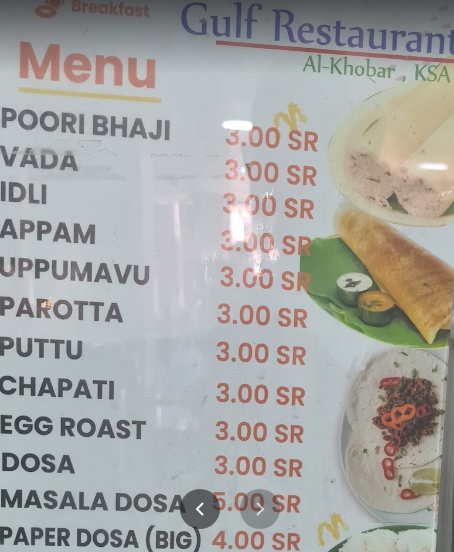 Breakfast
Gulf Restaurant
Al-Khobar, KSA
Menu
POORI BHAJI 3.00 SR
VADA 3.00 SR
IDLI 3.00 SR
APPAM 3.00 SR
UPPUMAVU 3.00 SR
PAROTTA 3.00 SR
PUTTU 3.00 SR
CHAPATI 3.00 SR
EGG ROAST 3.00 SR
DOSA 3.00 SR
MASALA DOSA 5.00 SR
PAPER DOSA (BIG) 4.00 SR